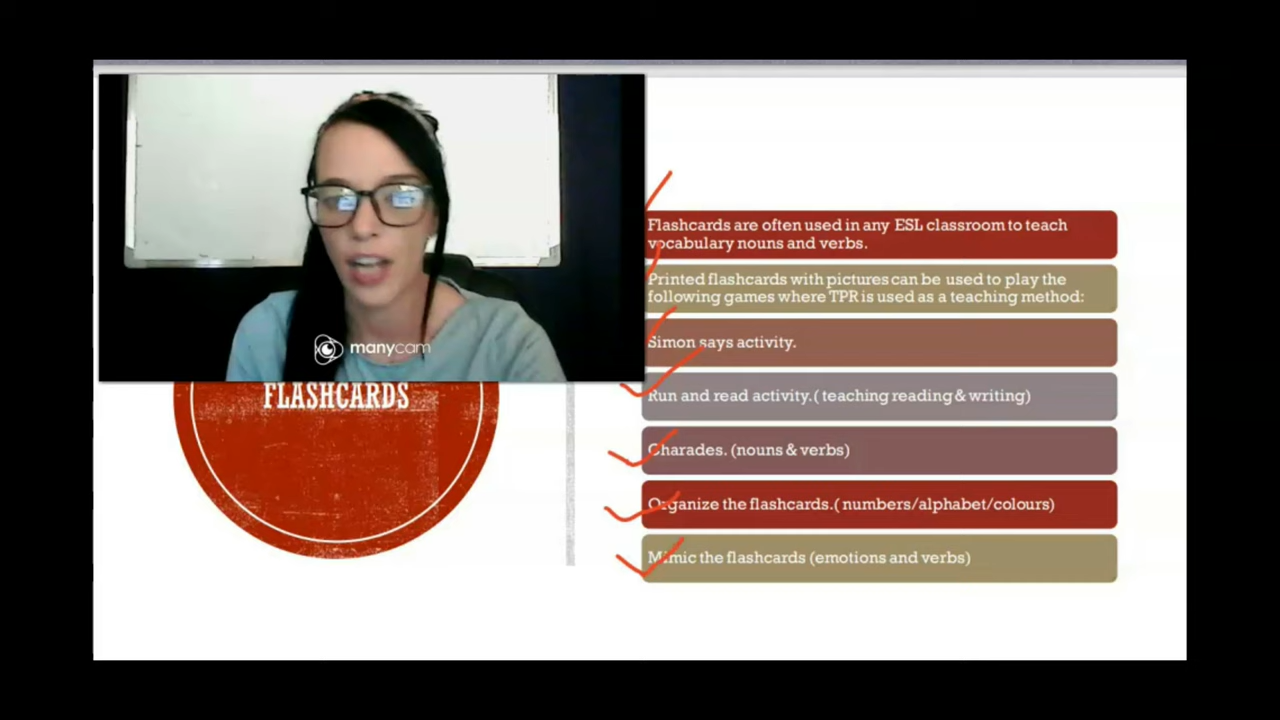 manycam
FLASHCARDS
Flashcards are often used in any ESL classroom to teach
vocabulary nouns and verbs.
Printed flashcards with pictures can be used to play the
following games where TPR is used as a teaching method:
Simon says activity.
Run and read activity.( teaching reading & writing)
Charades. (nouns & verbs)
Organize the flashcards.( numbers/alphabet/colours)
Mimic the flashcards (emotions and verbs)